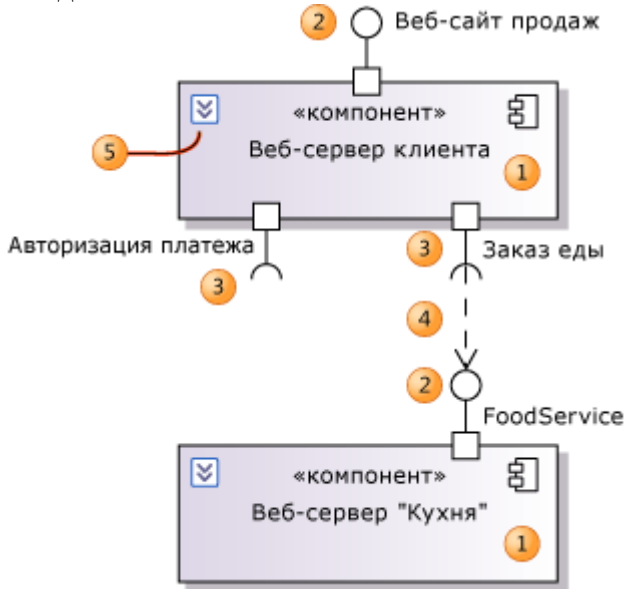 2 Веб-сайт продаж
«компонент»
5 Веб-сервер клиента
1
Авторизация платежа 3 Заказ еды
3
4
2
FoodService
«компонент»
Веб-сервер "Кухня"
1